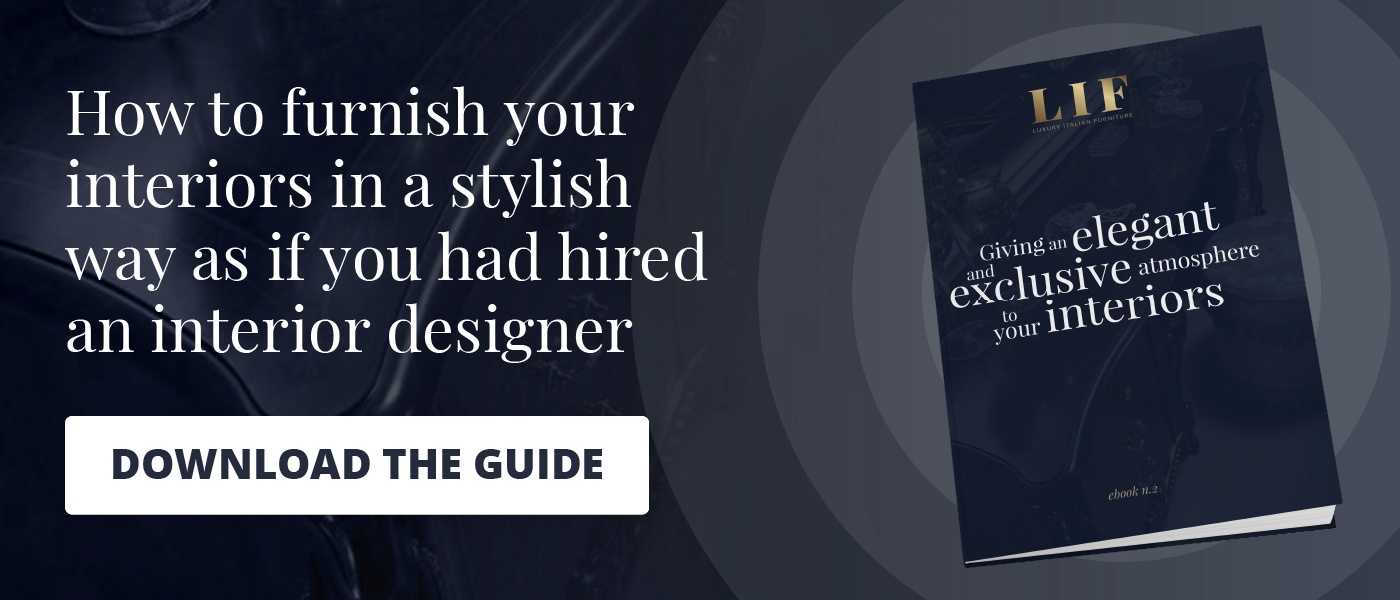 How to furnish your
interiors in a stylish
way as if you had hired
an interior designer
DOWNLOAD THE GUIDE
LIF
LUXURY ITALIAN FURNITURE
Giving an elegant
and
exclusive atmosphere
to
your interiors
ebook n.2